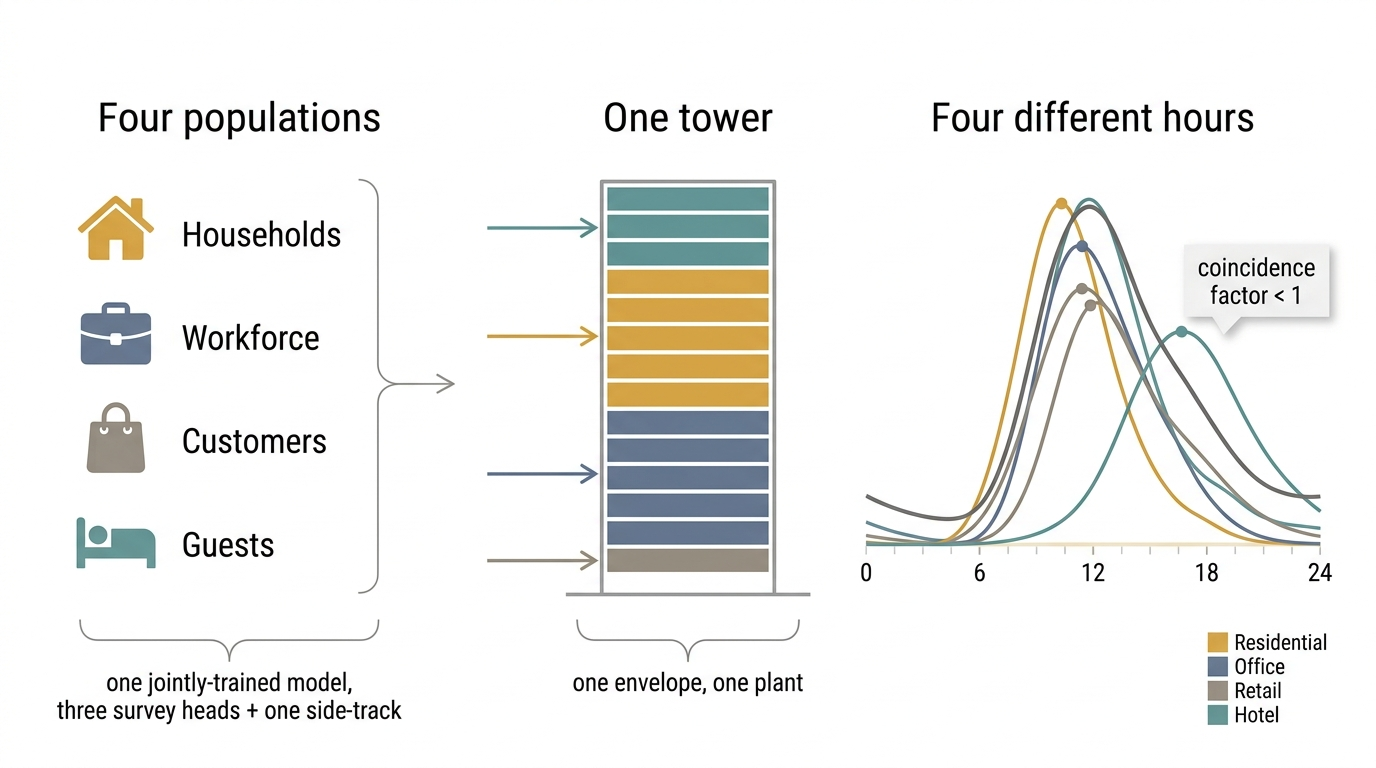 Four populations
Households
Workforce
Customers
Guests
one jointly-trained model,
three survey heads + one side-track
One tower
one envelope, one plant
Four different hours
coincidence
factor < 1
0 6 12 18 24
Residential
Office
Retail
Hotel